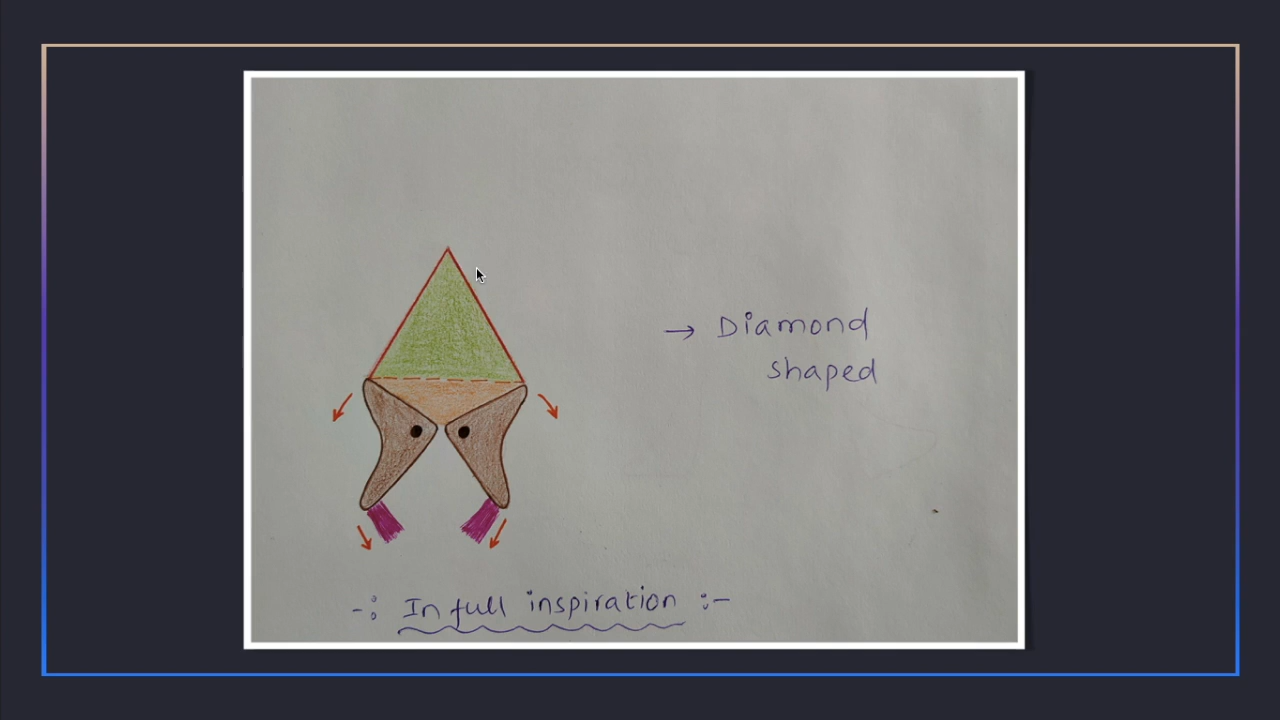 → Diamond
shaped
-: In full inspiration :-